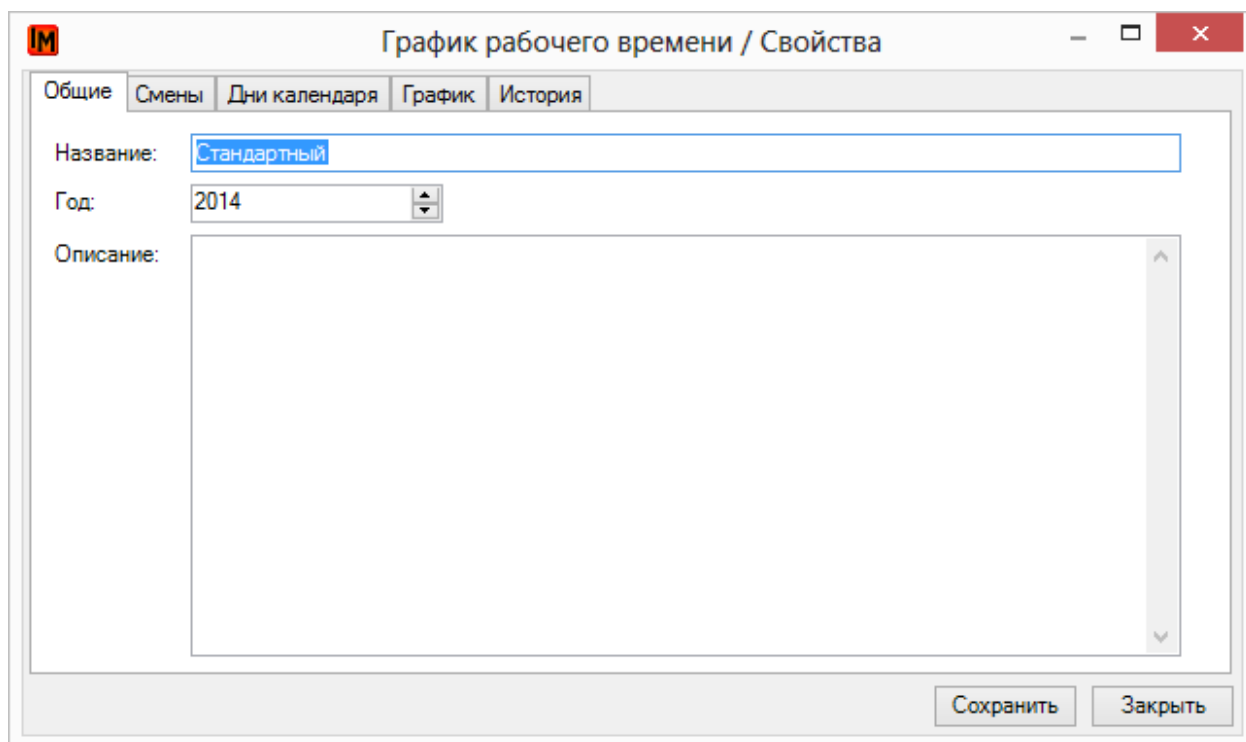 IM График рабочего времени / Свойства
Общие Смены Дни календаря График История
Название: Стандартный
Год: 2014
Описание:
Сохранить Закрыть